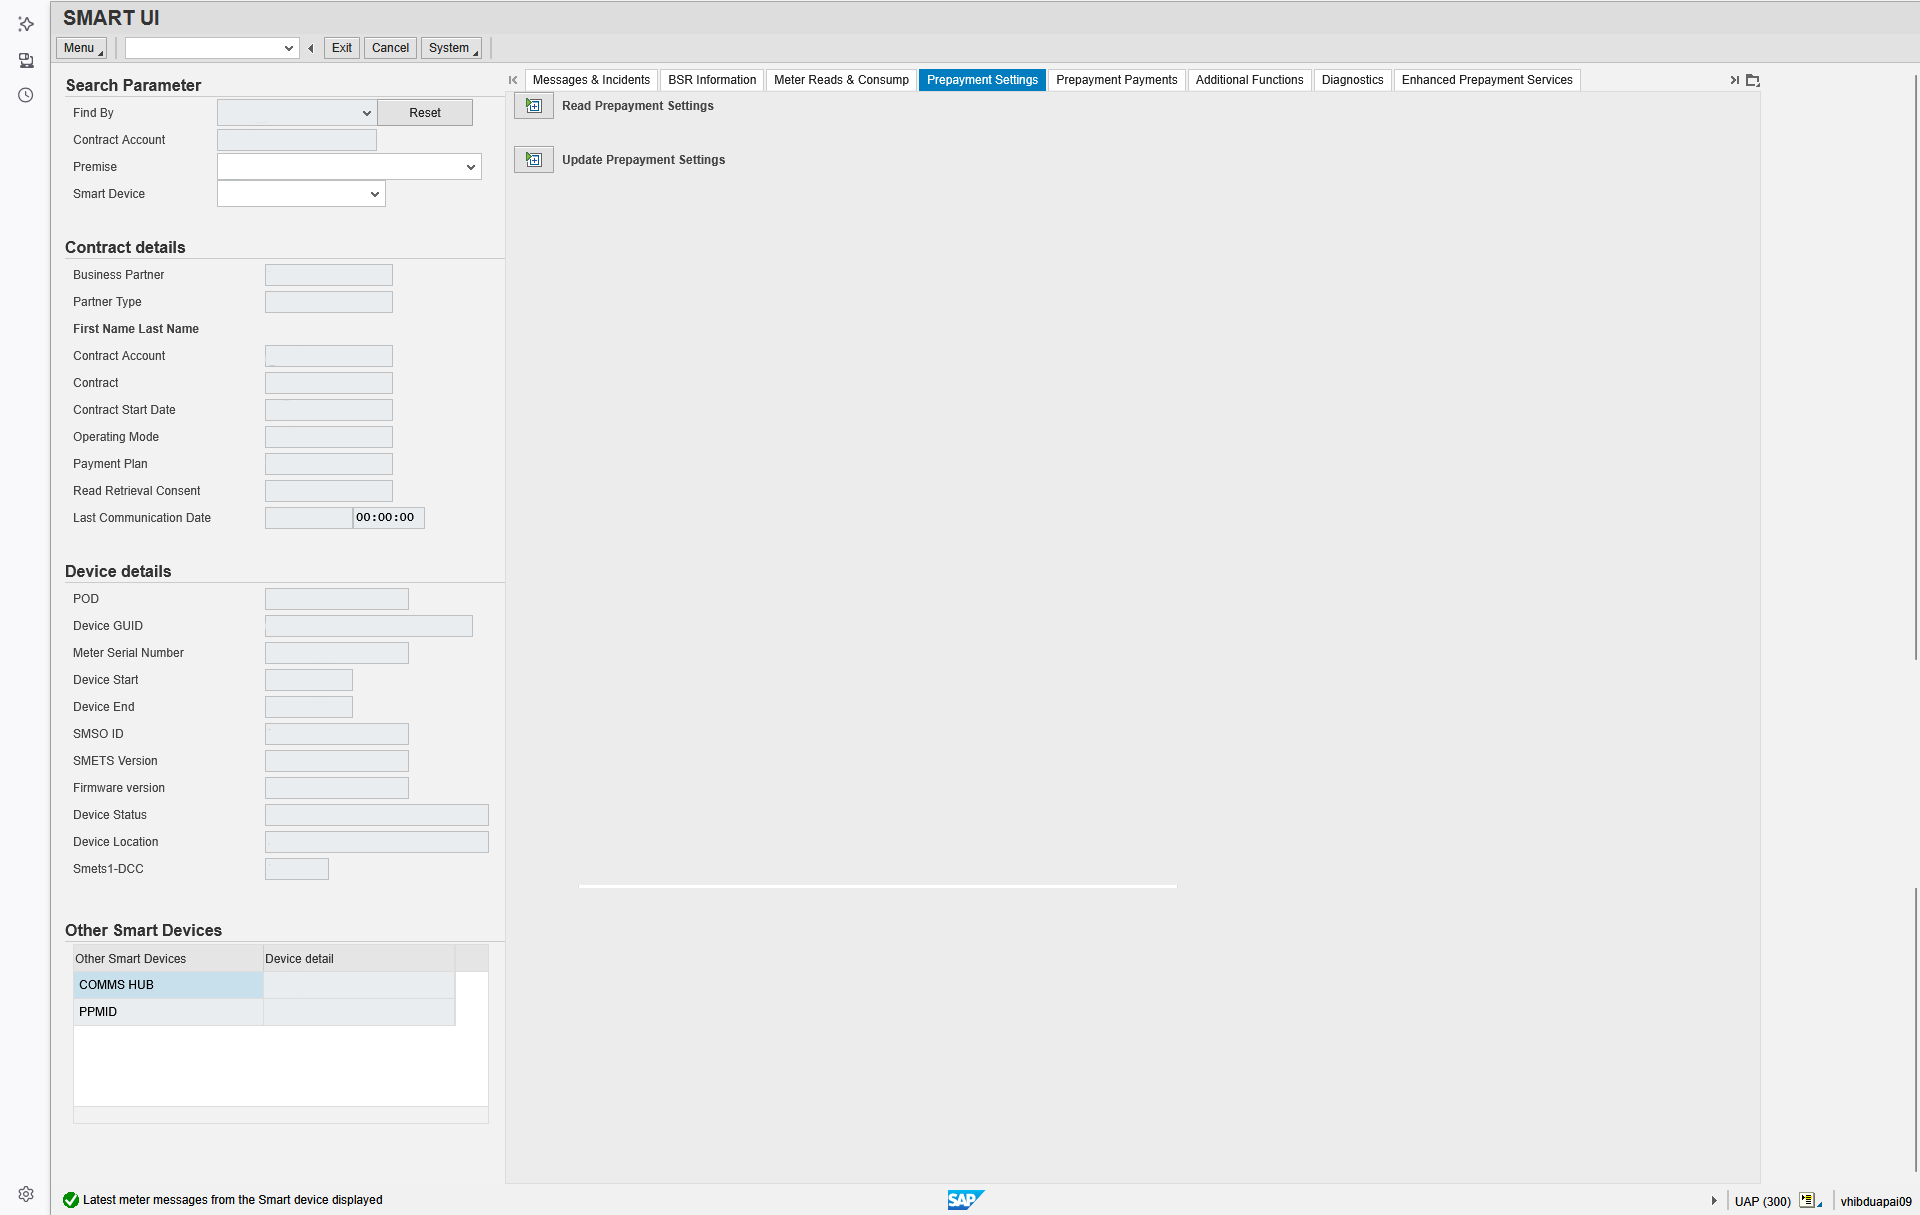 SMART UI
Menu
Exit
Cancel
System
Search Parameter
Find By
Reset
Contract Account
Premise
Smart Device
Contract details
Business Partner
Partner Type
First Name Last Name
Contract Account
Contract
Contract Start Date
Operating Mode
Payment Plan
Read Retrieval Consent
Last Communication Date 00:00:00
Device details
POD
Device GUID
Meter Serial Number
Device Start
Device End
SMSO ID
SMETS Version
Firmware version
Device Status
Device Location
Smets1-DCC
Other Smart Devices
Other Smart Devices Device detail
COMMS HUB
PPMID
Messages & Incidents BSR Information Meter Reads & Consump Prepayment Settings Prepayment Payments Additional Functions Diagnostics Enhanced Prepayment Services
Read Prepayment Settings
Update Prepayment Settings
Latest meter messages from the Smart device displayed
SAP
UAP (300)
vhibduapai09